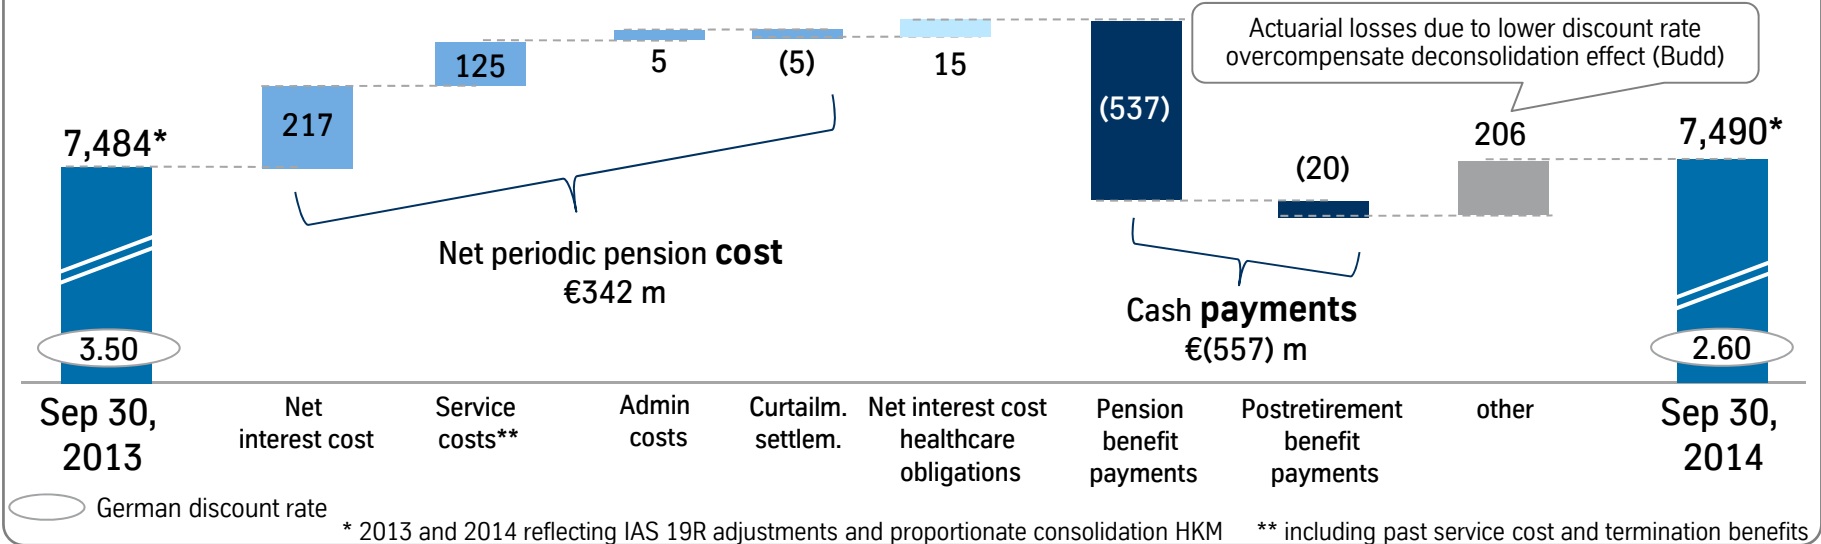 Actuarial losses due to lower discount rate
overcompensate deconsolidation effect (Budd)
7,484*
217
125
5
(5)
15
(537)
(20)
206
7,490*
Net periodic pension cost
€342 m
Cash payments
€(557) m
3.50
2.60
Sep 30,
2013
Net
interest cost
Service
costs**
Admin
costs
Curtailm.
settlem.
Net interest cost
healthcare
obligations
Pension
benefit
payments
Postretirement
benefit
payments
other
Sep 30,
2014
German discount rate
* 2013 and 2014 reflecting IAS 19R adjustments and proportionate consolidation HKM
** including past service cost and termination benefits